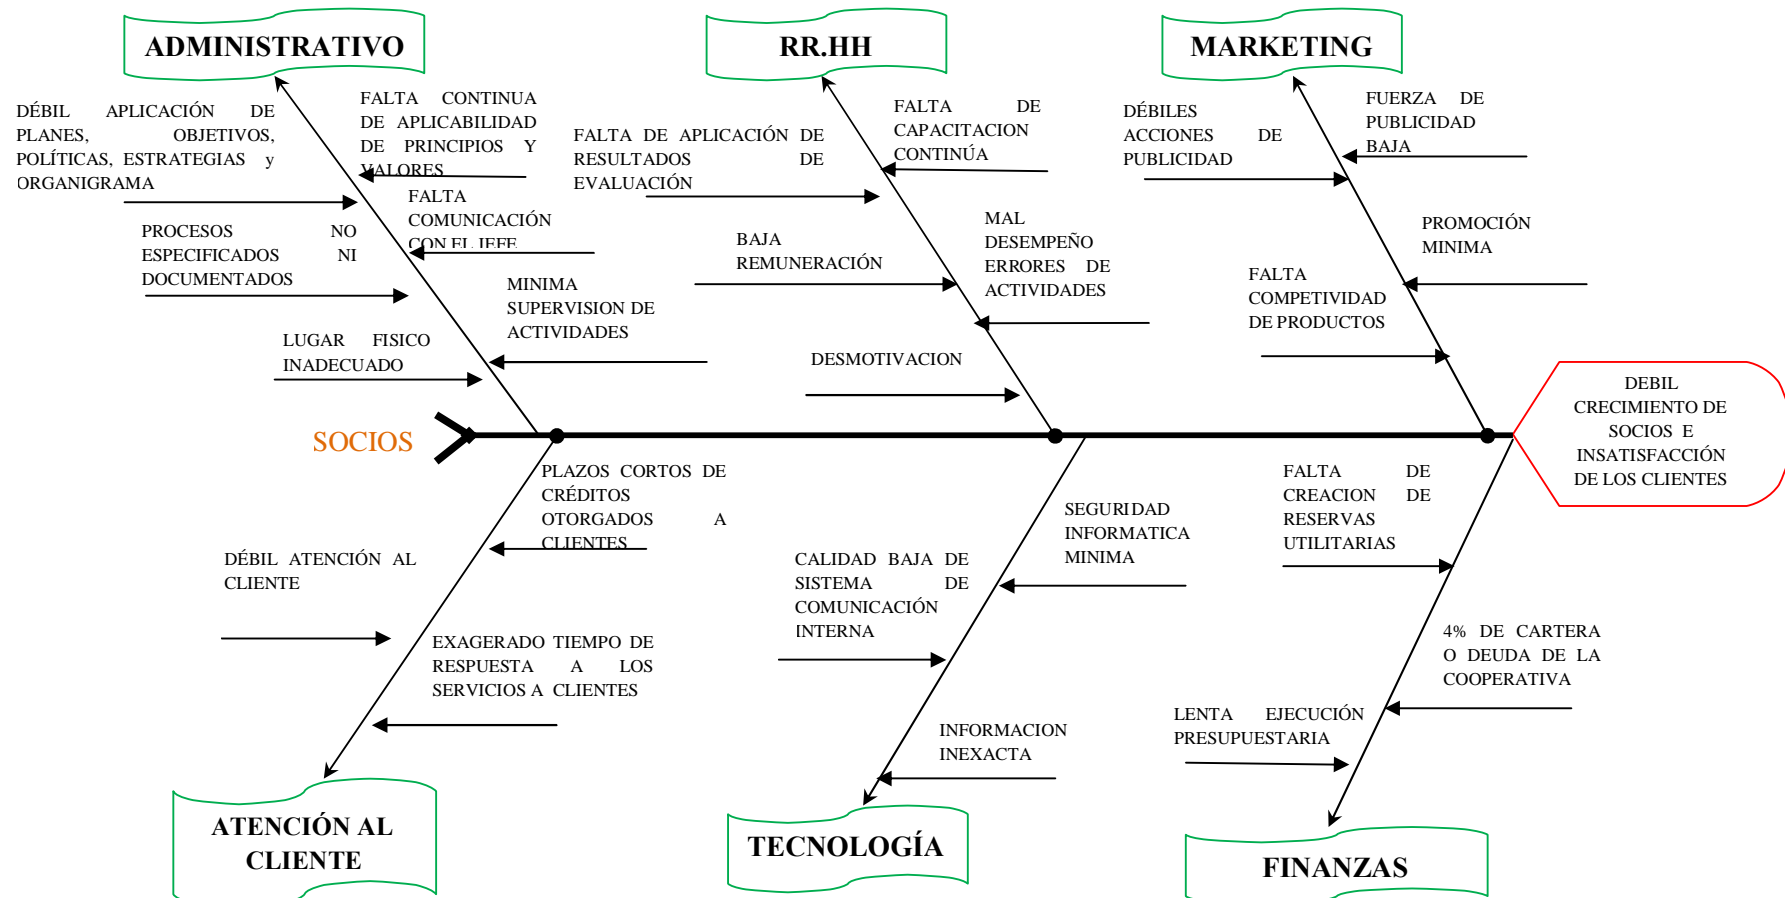 ADMINISTRATIVO
RR.HH
MARKETING
DÉBIL APLICACIÓN DE
PLANES, OBJETIVOS,
POLÍTICAS, ESTRATEGIAS y
ORGANIGRAMA
FALTA CONTINUA
DE APLICABILIDAD
DE PRINCIPIOS Y
VALORES
PROCESOS NO
ESPECIFICADOS NI
DOCUMENTADOS
FALTA
COMUNICACIÓN
CON EL JEFE
LUGAR FISICO
INADECUADO
MINIMA
SUPERVISION DE
ACTIVIDADES
FALTA DE APLICACIÓN DE
RESULTADOS DE
EVALUACIÓN
FALTA DE
CAPACITACION
CONTINÚA
BAJA
REMUNERACIÓN
MAL
DESEMPEÑO
ERRORES DE
ACTIVIDADES
DESMOTIVACION
DÉBILES
ACCIONES DE
PUBLICIDAD
FUERZA DE
PUBLICIDAD
BAJA
PROMOCIÓN
MINIMA
FALTA
COMPETIVIDAD
DE PRODUCTOS
SOCIOS
DEBIL
CRECIMIENTO DE
SOCIOS E
INSATISFACCIÓN
DE LOS CLIENTES
PLAZOS CORTOS DE
CRÉDITOS
OTORGADOS A
CLIENTES
DÉBIL ATENCIÓN AL
CLIENTE
EXAGERADO TIEMPO DE
RESPUESTA A LOS
SERVICIOS A CLIENTES
SEGURIDAD
INFORMATICA
MINIMA
CALIDAD BAJA DE
SISTEMA DE
COMUNICACIÓN
INTERNA
INFORMACION
INEXACTA
FALTA DE
CREACION DE
RESERVAS
UTILITARIAS
4% DE CARTERA
O DEUDA DE LA
COOPERATIVA
LENTA EJECUCIÓN
PRESUPUESTARIA
ATENCIÓN AL
CLIENTE
TECNOLOGÍA
FINANZAS